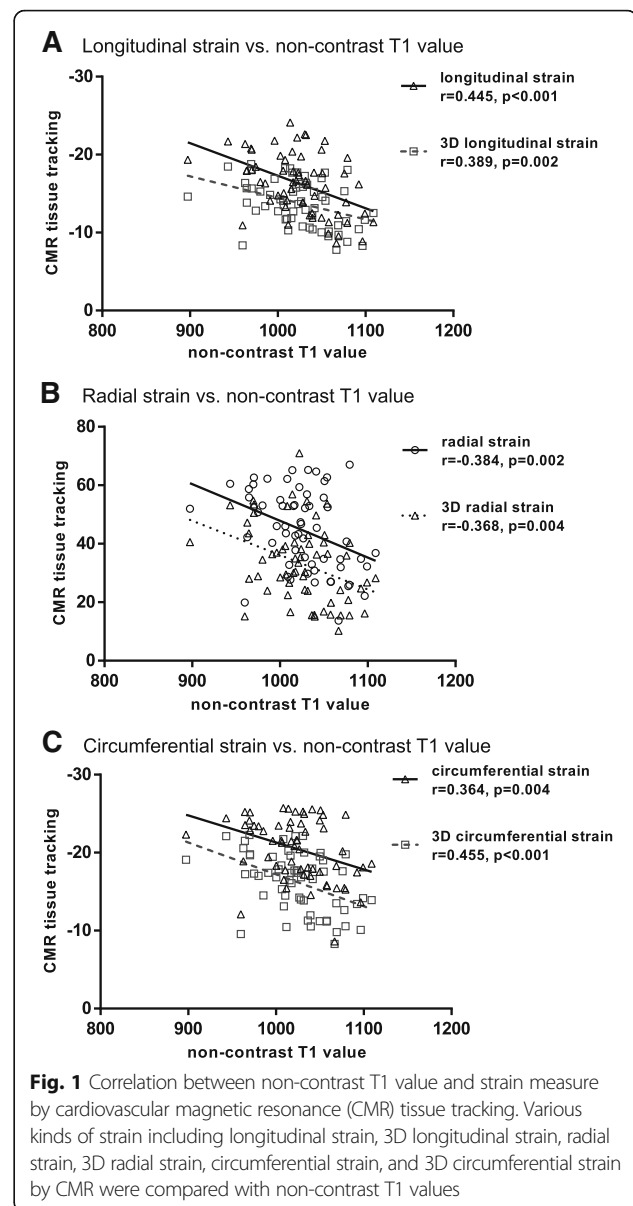 A Longitudinal strain vs. non-contrast T1 value
-30
-20
-10
0
CMR tissue tracking
800 900 1000 1100 1200
non-contrast T1 value
longitudinal strain
r=0.445, p<0.001
3D longitudinal strain
r=0.389, p=0.002
B Radial strain vs. non-contrast T1 value
80
60
40
20
0
CMR tissue tracking
800 900 1000 1100 1200
non-contrast T1 value
radial strain
r=-0.384, p=0.002
3D radial strain
r=-0.368, p=0.004
C Circumferential strain vs. non-contrast T1 value
-30
-20
-10
0
CMR tissue tracking
800 900 1000 1100 1200
non-contrast T1 value
circumferential strain
r=0.364, p=0.004
3D circumferential strain
r=0.455, p<0.001
Fig. 1 Correlation between non-contrast T1 value and strain measure
by cardiovascular magnetic resonance (CMR) tissue tracking. Various
kinds of strain including longitudinal strain, 3D longitudinal strain, radial
strain, 3D radial strain, circumferential strain, and 3D circumferential strain
by CMR were compared with non-contrast T1 values